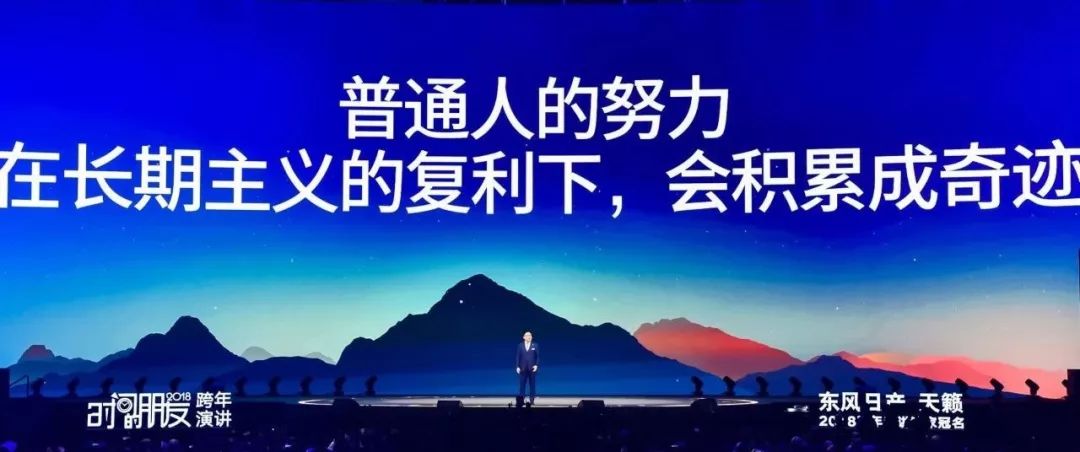 普通人的努力
在长期主义的复利下，会积累成奇迹
时间的朋友
2018
跨年
演讲
东风日产 天籁
冠名